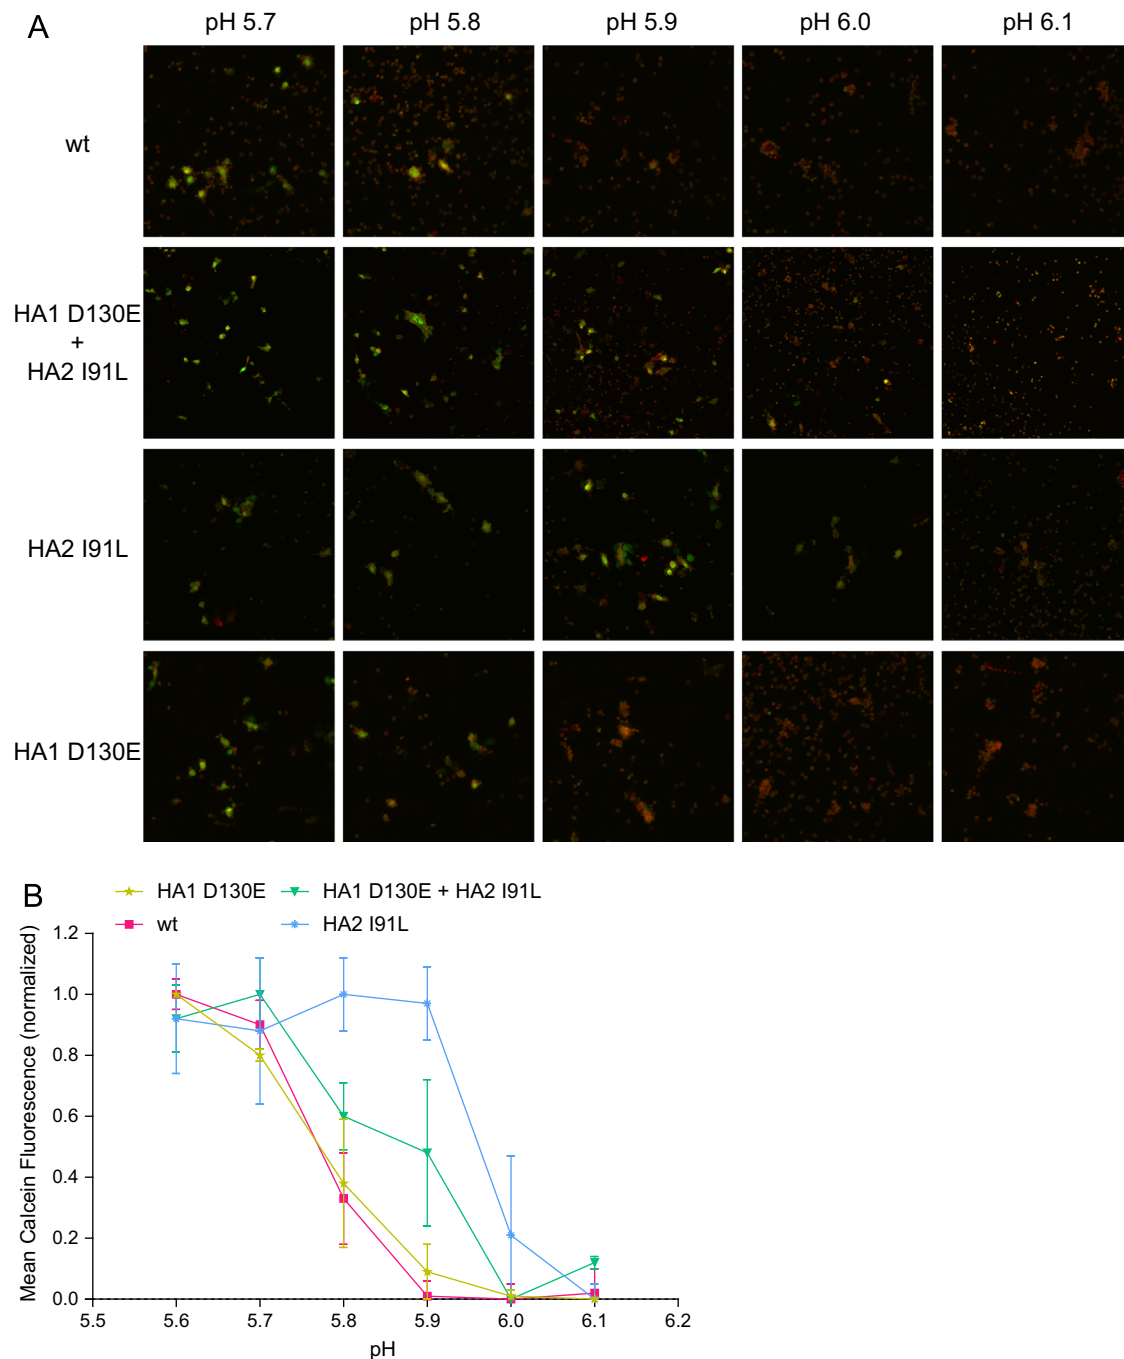 A
pH 5.7 pH 5.8 pH 5.9 pH 6.0 pH 6.1
wt
HA1 D130E
+
HA2 I91L
HA2 I91L
HA1 D130E
B
HA1 D130E HA1 D130E + HA2 I91L
wt HA2 I91L
Mean Calcein Fluorescence (normalized)
1.2
1.0
0.8
0.6
0.4
0.2
0.0
5.5 5.6 5.7 5.8 5.9 6.0 6.1 6.2
pH